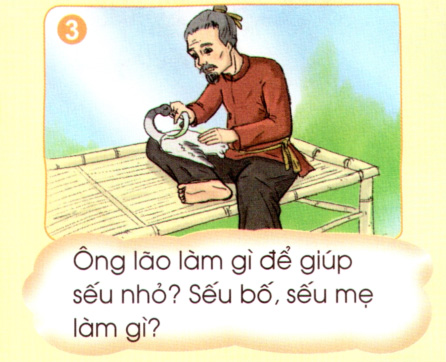 3
Ông lão làm gì để giúp
sếu nhỏ? Sếu bố, sếu mẹ
làm gì?